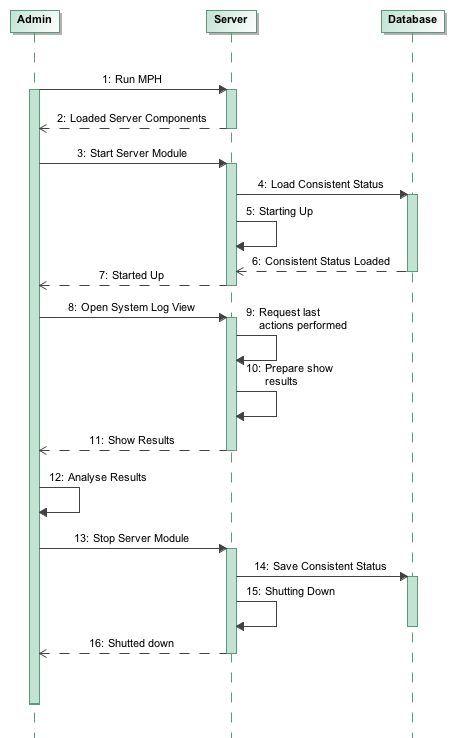 Admin
Server
Database
1: Run MPH
2: Loaded Server Components
3: Start Server Module
4: Load Consistent Status
5: Starting Up
6: Consistent Status Loaded
7: Started Up
8: Open System Log View
9: Request last
actions performed
10: Prepare show
results
11: Show Results
12: Analyse Results
13: Stop Server Module
14: Save Consistent Status
15: Shutting Down
16: Shutted down